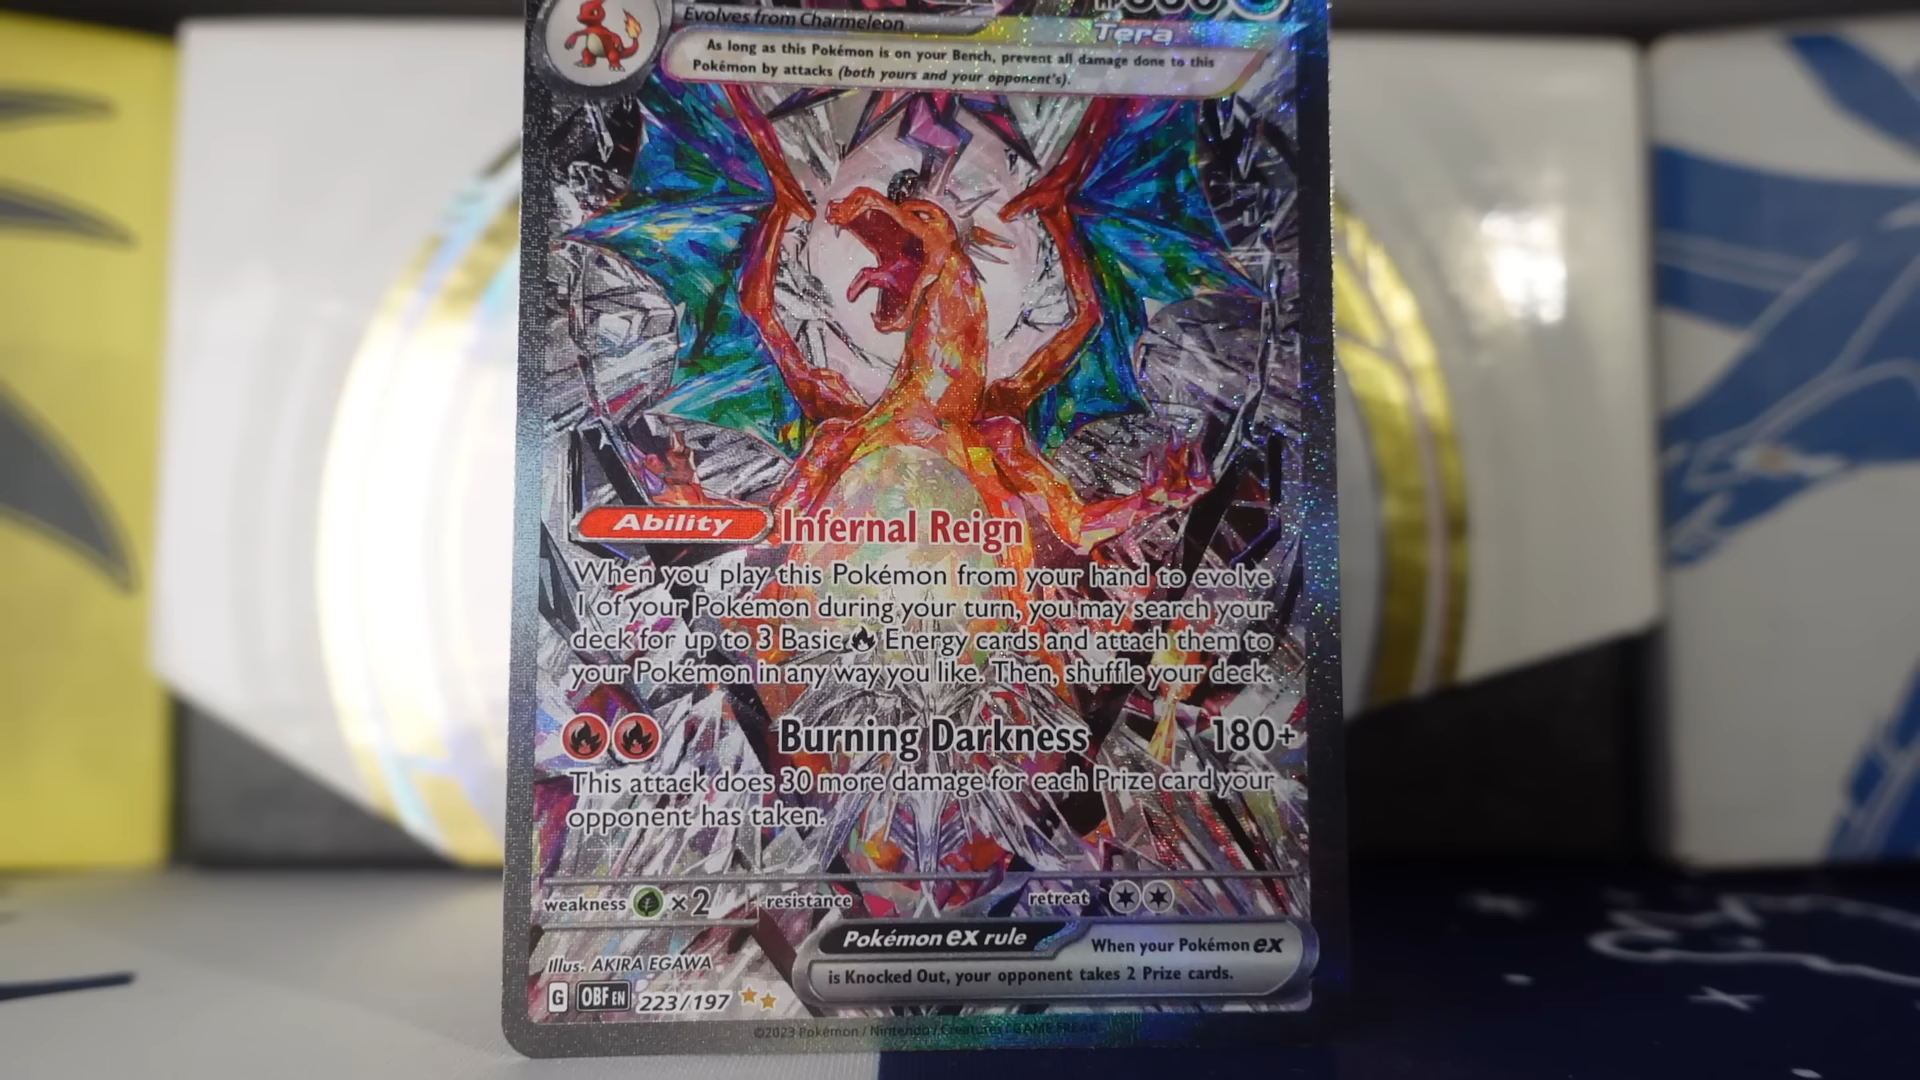 Evolves from Charmeleon
Tera
As long as this Pokémon is on your Bench, prevent all damage done to this
Pokémon by attacks (both yours and your opponent's).
Ability Infernal Reign
When you play this Pokémon from your hand to evolve
1 of your Pokémon during your turn, you may search your
deck for up to 3 Basic Energy cards and attach them to
your Pokémon in any way you like. Then, shuffle your deck.
Burning Darkness 180+
This attack does 30 more damage for each Prize card your
opponent has taken.
weakness ×2 resistance retreat
Pokémon ex rule When your Pokémon ex
is Knocked Out, your opponent takes 2 Prize cards.
Illus. AKIRA EGAWA
G OBF EN 223/197
©2023 Pokémon / Nintendo / Creatures / GAME FREAK